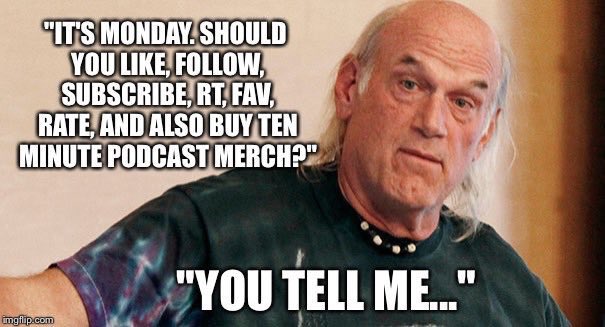 "IT'S MONDAY. SHOULD
YOU LIKE, FOLLOW,
SUBSCRIBE, RT, FAV,
RATE, AND ALSO BUY TEN
MINUTE PODCAST MERCH?"
"YOU TELL ME..."
imgflip.com